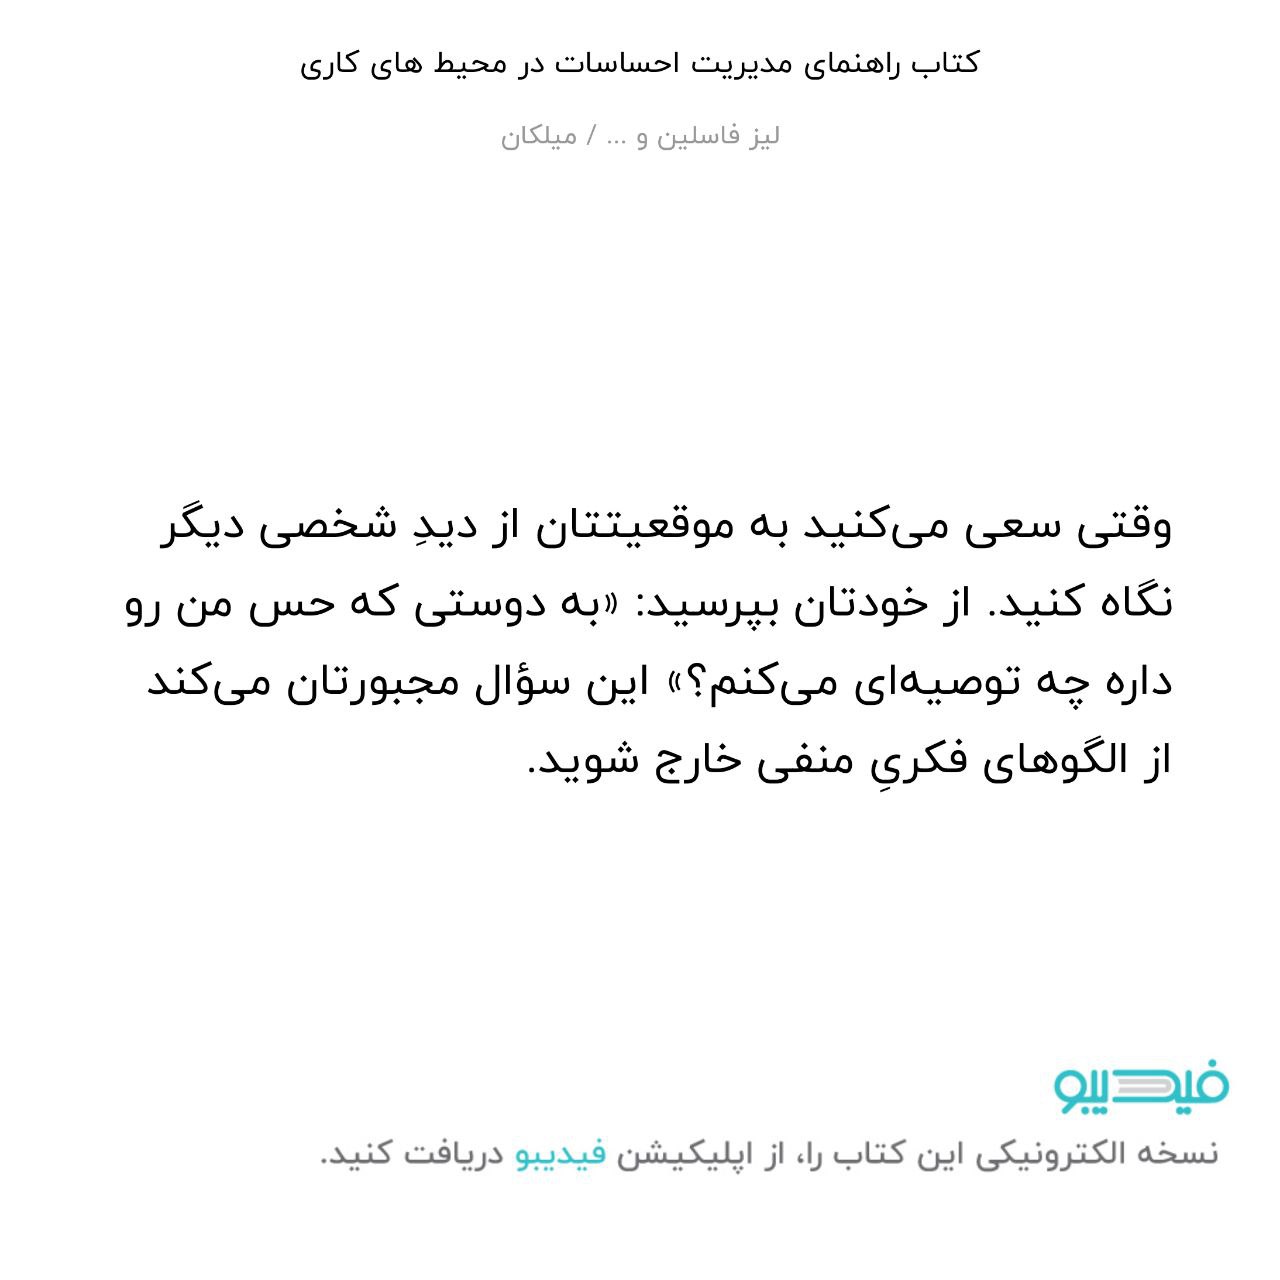 کتاب راهنمای مدیریت احساسات در محیط های کاری
لیز فاسلین و ... / میلکان
وقتی سعی می‌کنید به موقعیتتان از دیدِ شخصی دیگر
نگاه کنید. از خودتان بپرسید: «به دوستی که حس من رو
داره چه توصیه‌ای می‌کنم؟» این سؤال مجبورتان می‌کند
از الگوهای فکریِ منفی خارج شوید.
فیدیبو
نسخه الکترونیکی این کتاب را، از اپلیکیشن فیدیبو دریافت کنید.